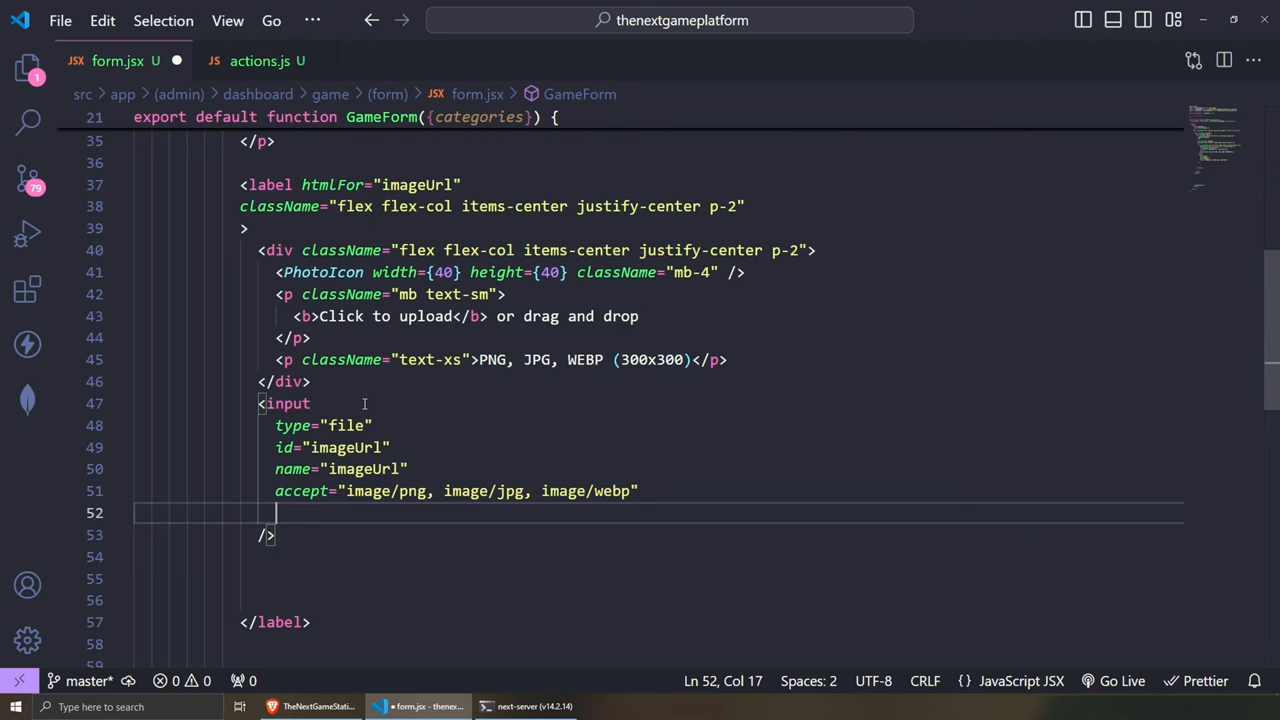 File Edit Selection View Go ··· thenextgameplatform
1 JSX form.jsx U ● JS actions.js U
src > app > (admin) > dashboard > game > (form) > JSX form.jsx > GameForm
21 export default function GameForm({categories}) {
35 </p>
36
37 <label htmlFor="imageUrl"
38 className="flex flex-col items-center justify-center p-2"
39 >
40 <div className="flex flex-col items-center justify-center p-2">
41 <PhotoIcon width={40} height={40} className="mb-4" />
42 <p className="mb text-sm">
43 <b>Click to upload</b> or drag and drop
44 </p>
45 <p className="text-xs">PNG, JPG, WEBP (300x300)</p>
46 </div>
47 <input
48 type="file"
49 id="imageUrl"
50 name="imageUrl"
51 accept="image/png, image/jpg, image/webp"
52
53 />
54
55
56
57 </label>
58
59
79
master* 0 0 0 Ln 52, Col 17 Spaces: 2 UTF-8 CRLF {} JavaScript JSX Go Live Prettier
Type here to search TheNextGameStati... ● form.jsx - thenex... next-server (v14.2.14)